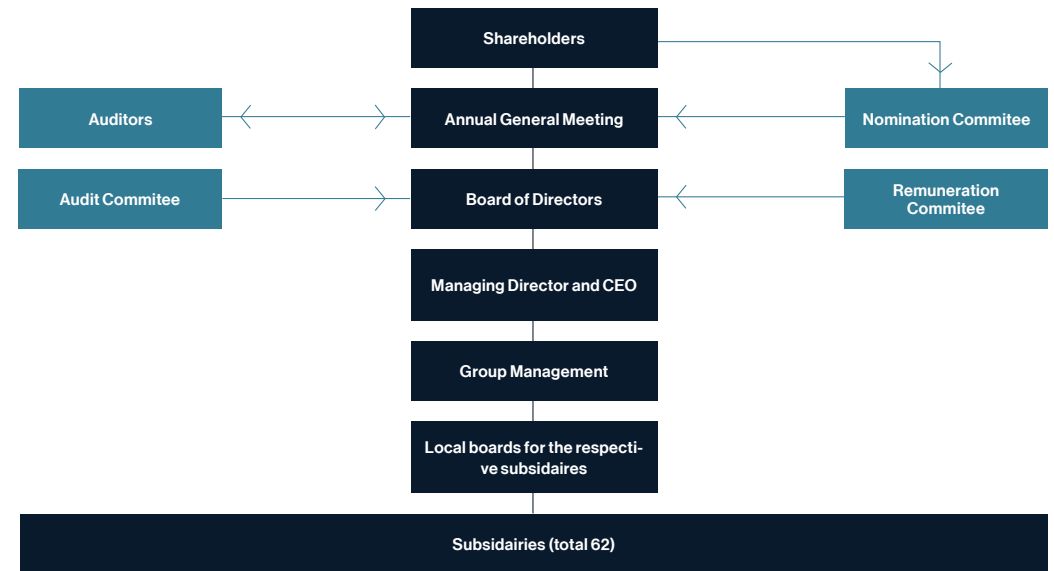 Shareholders
Auditors
Annual General Meeting
Nomination Commitee
Audit Commitee
Board of Directors
Remuneration
Commitee
Managing Director and CEO
Group Management
Local boards for the respecti-
ve subsidaires
Subsidairies (total 62)